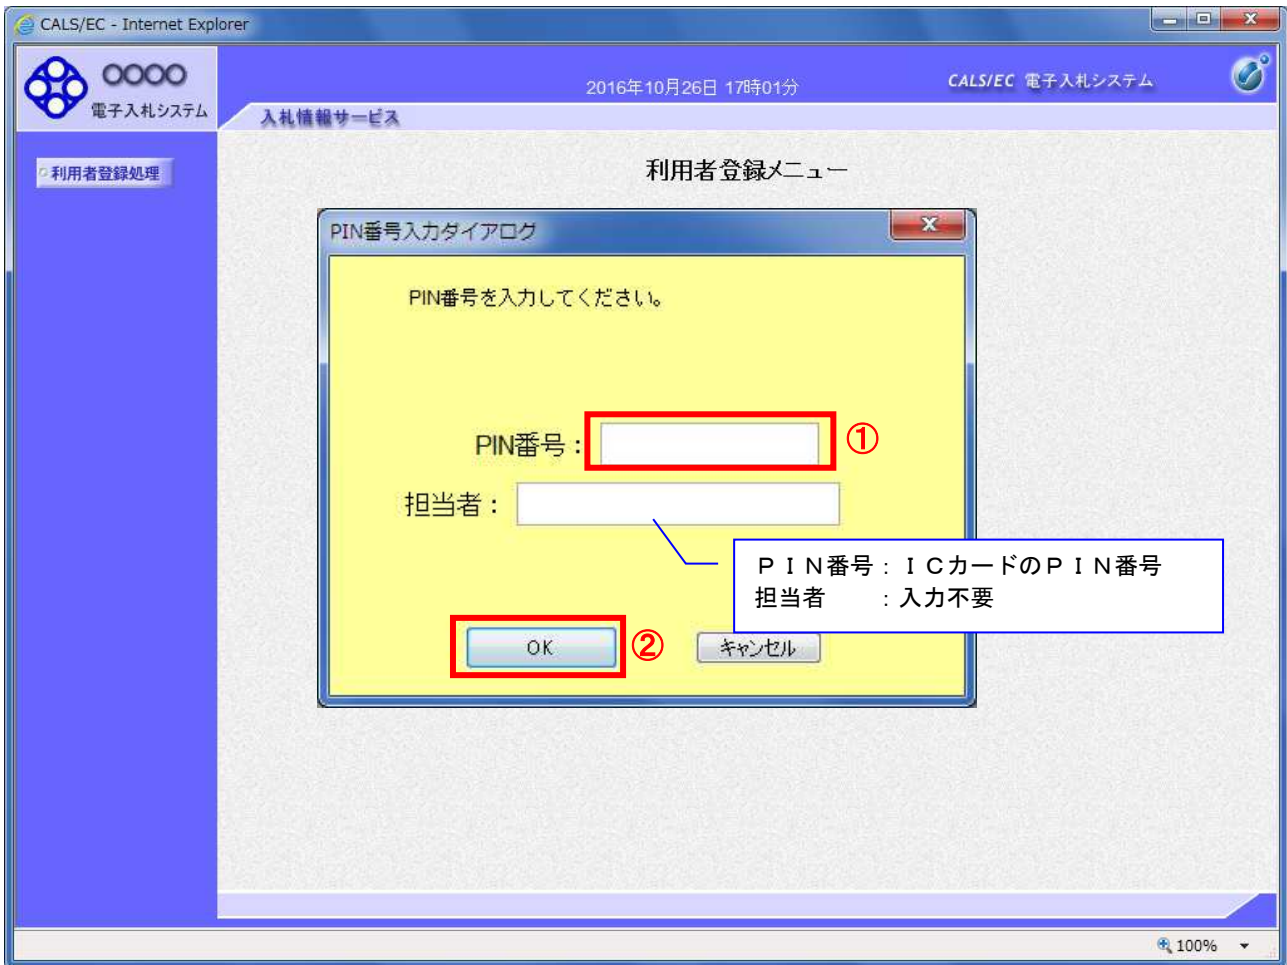 CALS/EC - Internet Explorer
○○○○
電子入札システム
2016年10月26日 17時01分
CALS/EC 電子入札システム
入札情報サービス
利用者登録処理
利用者登録メニュー
PIN番号入力ダイアログ
PIN番号を入力してください。
PIN番号：
①
担当者：
ＰＩＮ番号：ＩＣカードのＰＩＮ番号
担当者　　：入力不要
OK
②
キャンセル
100%